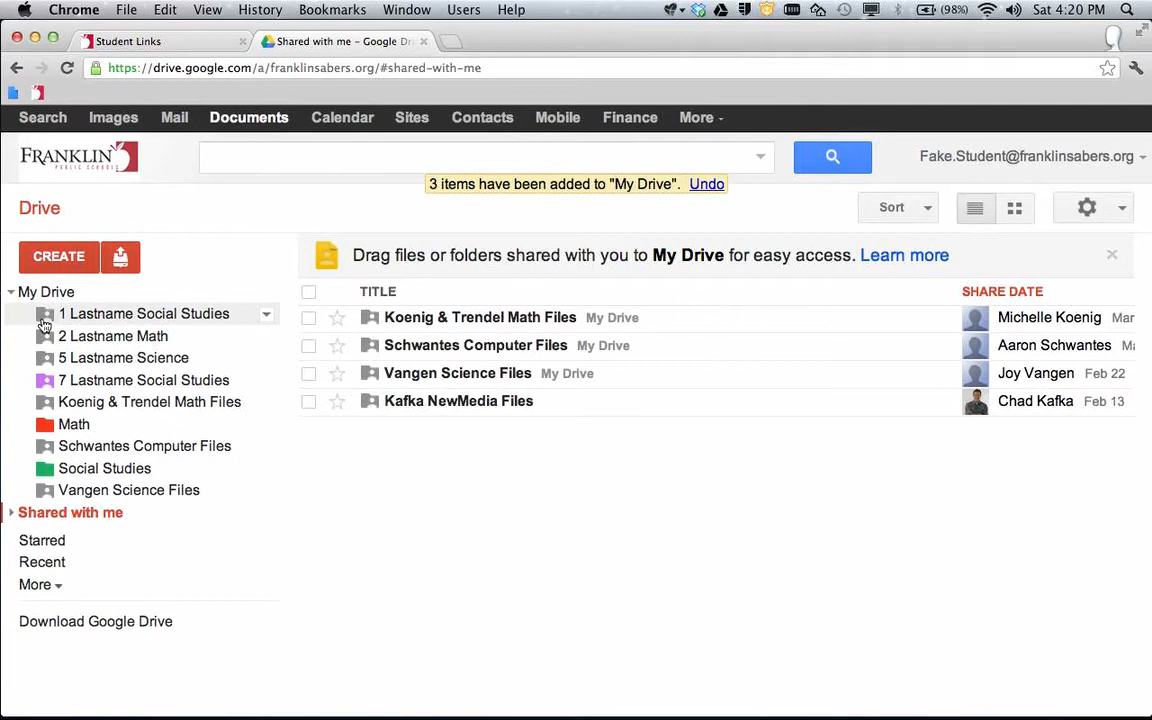 Chrome File Edit View History Bookmarks Window Users Help (98%) Sat 4:20 PM
Student Links Shared with me – Google Dri
https://drive.google.com/a/franklinsabers.org/#shared-with-me
Search Images Mail Documents Calendar Sites Contacts Mobile Finance More
FRANKLIN Fake.Student@franklinsabers.org
PUBLIC SCHOOLS
3 items have been added to "My Drive". Undo
Drive Sort
CREATE Drag files or folders shared with you to My Drive for easy access. Learn more
My Drive TITLE SHARE DATE
1 Lastname Social Studies Koenig & Trendel Math Files My Drive Michelle Koenig Mar
2 Lastname Math Schwantes Computer Files My Drive Aaron Schwantes Ma
5 Lastname Science Vangen Science Files My Drive Joy Vangen Feb 22
7 Lastname Social Studies
Koenig & Trendel Math Files Kafka NewMedia Files Chad Kafka Feb 13
Math
Schwantes Computer Files
Social Studies
Vangen Science Files
Shared with me
Starred
Recent
More
Download Google Drive